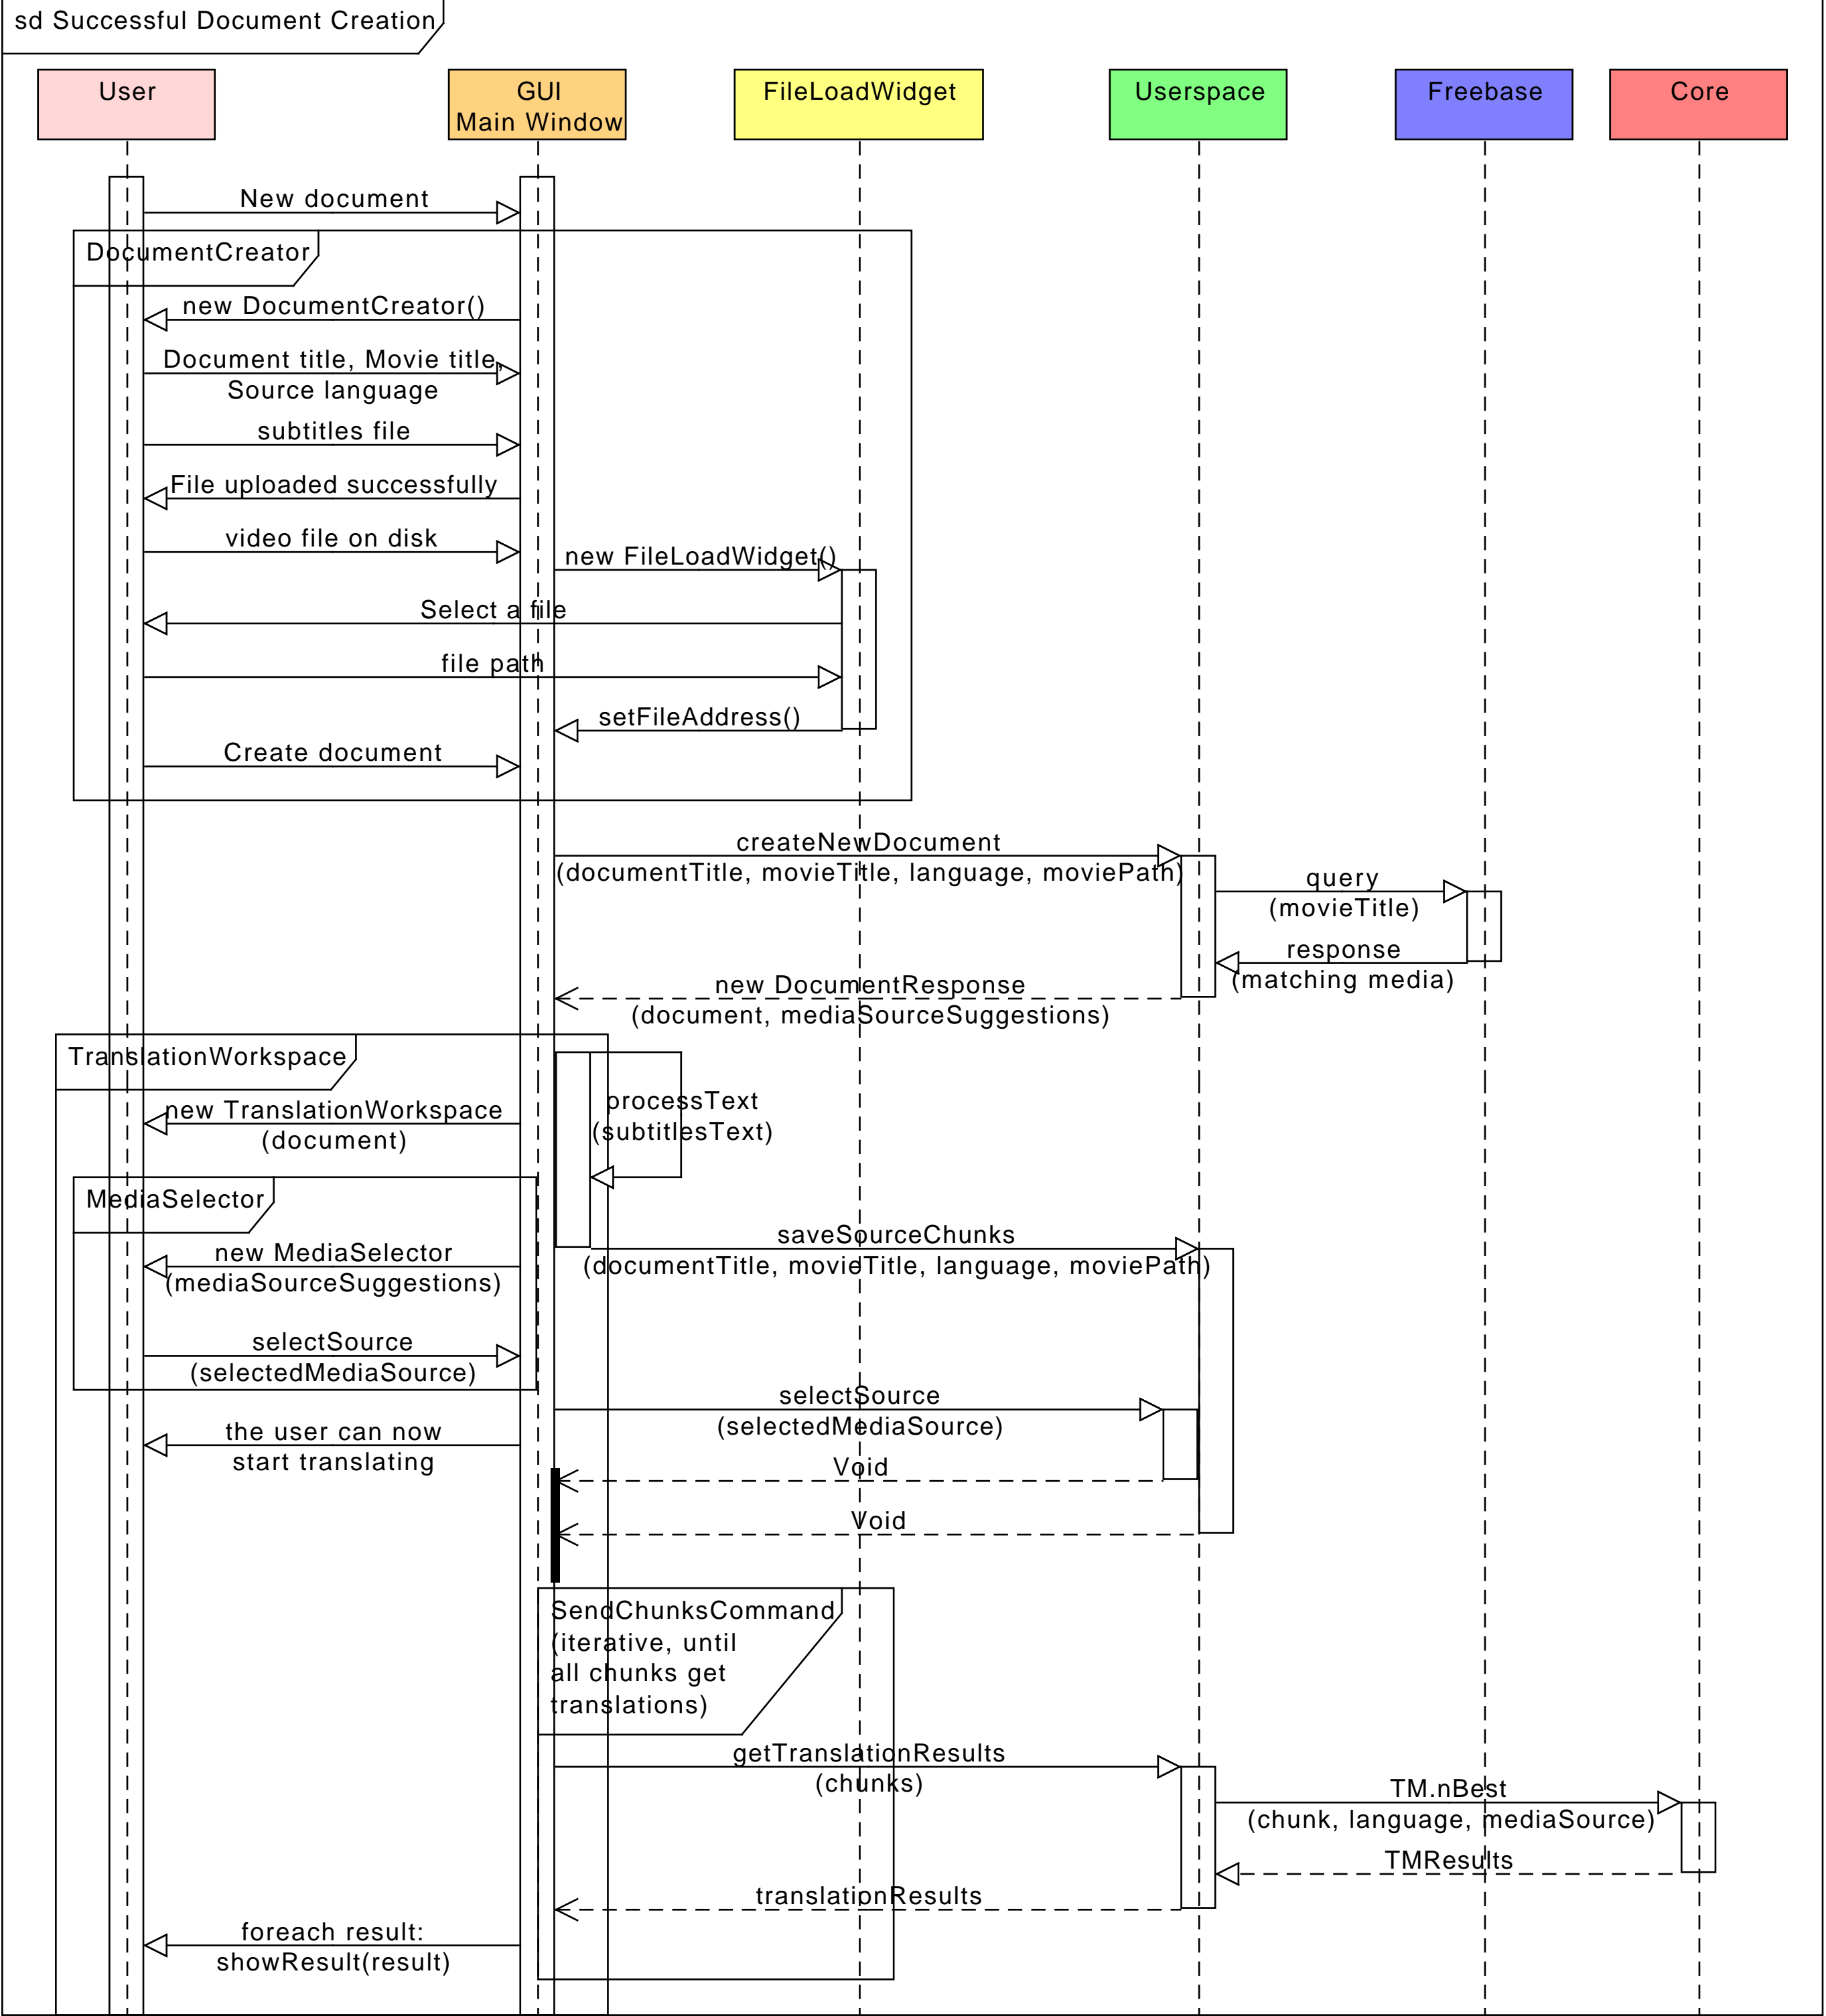 sd Successful Document Creation
User
GUI
Main Window
FileLoadWidget
Userspace
Freebase
Core
New document
DocumentCreator
new DocumentCreator()
Document title, Movie title,
Source language
subtitles file
File uploaded successfully
video file on disk
new FileLoadWidget()
Select a file
file path
setFileAddress()
Create document
createNewDocument
(documentTitle, movieTitle, language, moviePath)
query
(movieTitle)
response
(matching media)
new DocumentResponse
(document, mediaSourceSuggestions)
TranslationWorkspace
processText
(subtitlesText)
new TranslationWorkspace
(document)
MediaSelector
new MediaSelector
(mediaSourceSuggestions)
saveSourceChunks
(documentTitle, movieTitle, language, moviePath)
selectSource
(selectedMediaSource)
selectSource
(selectedMediaSource)
the user can now
start translating
Void
Void
SendChunksCommand
(iterative, until
all chunks get
translations)
getTranslationResults
(chunks)
TM.nBest
(chunk, language, mediaSource)
TMResults
translationResults
foreach result:
showResult(result)